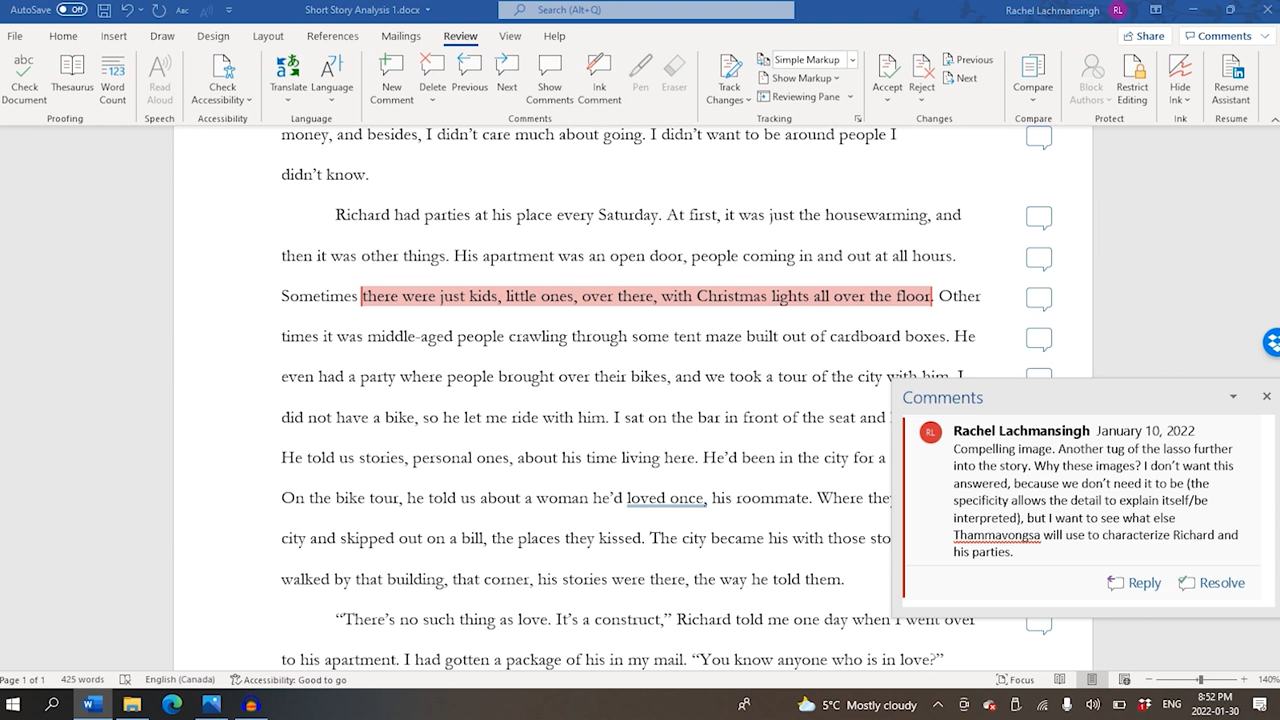 AutoSave Off Short Story Analysis 1.docx Search (Alt+Q) Rachel Lachmansingh RL
File Home Insert Draw Design Layout References Mailings Review View Help Share Comments
Check Document Thesaurus Word Count Read Aloud Check Accessibility Translate Language New Comment Delete Previous Next Show Comments Ink Comment Pen Eraser Track Changes Simple Markup Show Markup Reviewing Pane Accept Reject Previous Next Compare Block Authors Restrict Editing Hide Ink Resume Assistant
Proofing Speech Accessibility Language Comments Tracking Changes Compare Protect Ink Resume
money, and besides, I didn’t care much about going. I didn’t want to be around people I
didn’t know.
Richard had parties at his place every Saturday. At first, it was just the housewarming, and
then it was other things. His apartment was an open door, people coming in and out at all hours.
Sometimes there were just kids, little ones, over there, with Christmas lights all over the floor. Other
times it was middle-aged people crawling through some tent maze built out of cardboard boxes. He
even had a party where people brought over their bikes, and we took a tour of the city with him. I
did not have a bike, so he let me ride with him. I sat on the bar in front of the seat and
He told us stories, personal ones, about his time living here. He’d been in the city for a
On the bike tour, he told us about a woman he’d loved once, his roommate. Where they
city and skipped out on a bill, the places they kissed. The city became his with those
walked by that building, that corner, his stories were there, the way he told them.
“There’s no such thing as love. It’s a construct,” Richard told me one day when I went over
to his apartment. I had gotten a package of his in my mail. “You know anyone who is in love?”
Comments
RL Rachel Lachmansingh January 10, 2022
Compelling image. Another tug of the lasso further
into the story. Why these images? I don’t want this
answered, because we don’t need it to be (the
specificity allows the detail to explain itself/be
interpreted), but I want to see what else
Thammavongsa will use to characterize Richard and
his parties.
Reply Resolve
Page 1 of 1 425 words English (Canada) Accessibility: Good to go Focus 140%
5°C Mostly cloudy 8:52 PM
2022-01-30